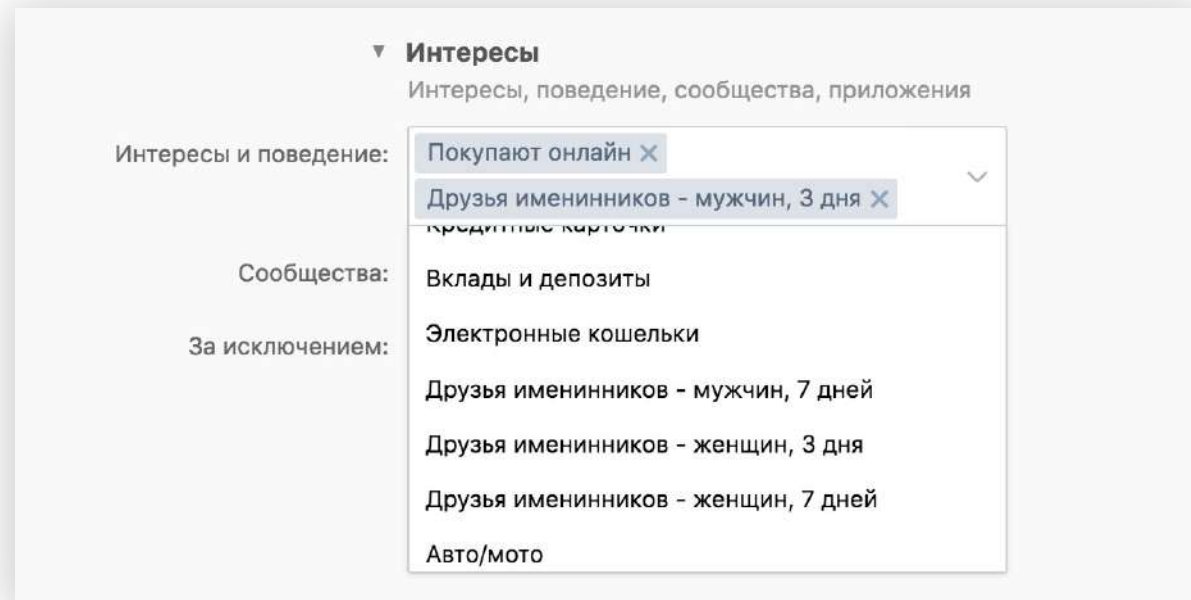 Интересы
Интересы, поведение, сообщества, приложения
Интересы и поведение:
Покупают онлайн
Друзья именинников - мужчин, 3 дня
Кредитные карточки
Сообщества:
Вклады и депозиты
За исключением:
Электронные кошельки
Друзья именинников - мужчин, 7 дней
Друзья именинников - женщин, 3 дня
Друзья именинников - женщин, 7 дней
Авто/мото